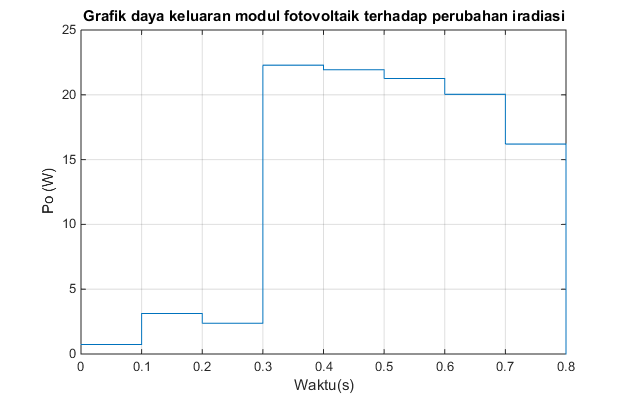 Grafik daya keluaran modul fotovoltaik terhadap perubahan iradiasi
25
20
15
10
5
0
Po (W)
0 0.1 0.2 0.3 0.4 0.5 0.6 0.7 0.8
Waktu(s)